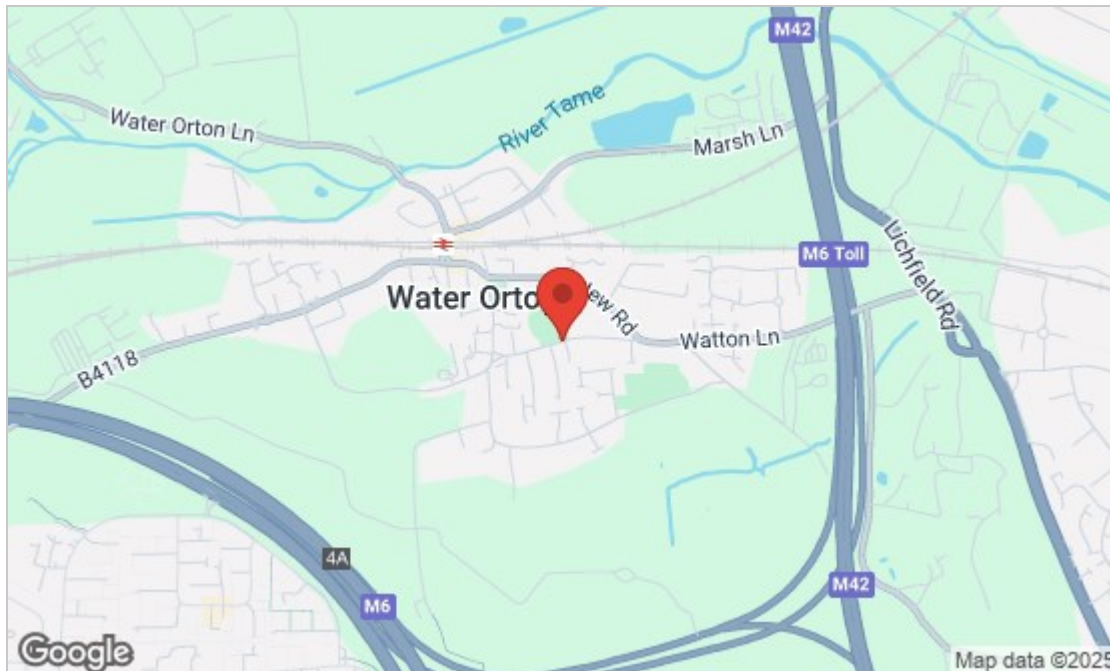 M42
River Tame
Water Orton Ln
Marsh Ln
M6 Toll
Lichfield Rd
Water Orto
New Rd
Watton Ln
B4118
4A
M6
M42
Google
Map data ©2025